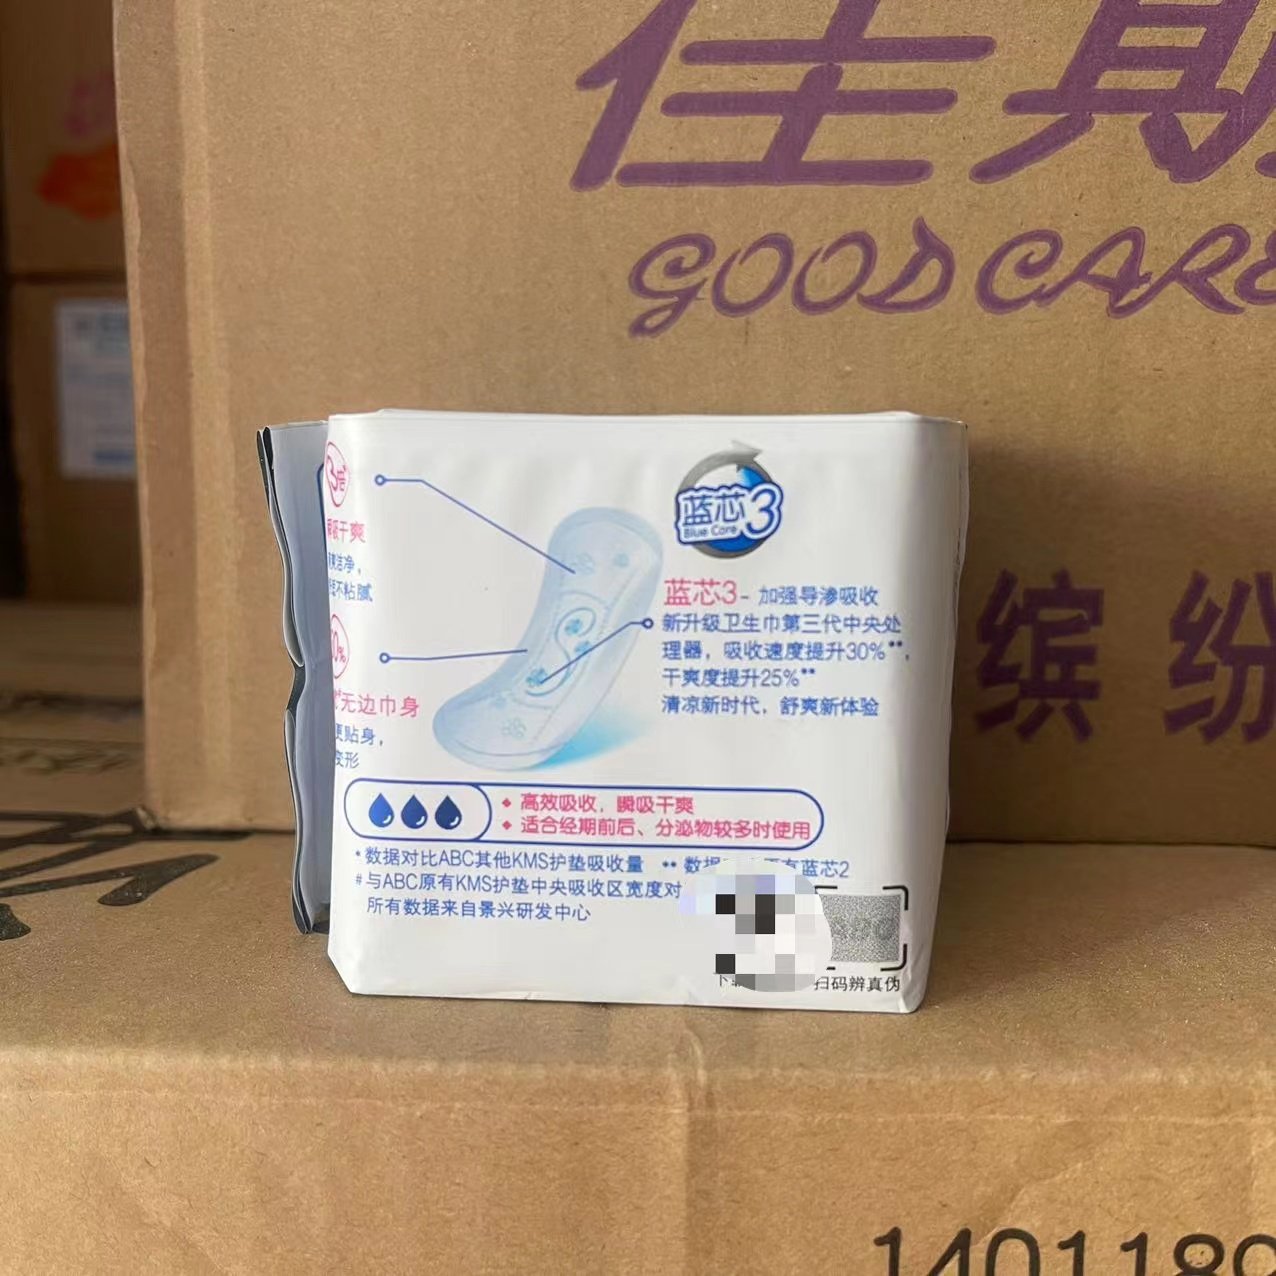 GOOD CARE
缤纷
3倍
瞬吸干爽
洁净，
不粘腻
0%
无边巾身
更贴身，
变形
蓝芯3
Blue Core
蓝芯3 - 加强导渗吸收
新升级卫生巾第三代中央处
理器，吸收速度提升30%**，
干爽度提升25%**
清凉新时代，舒爽新体验
高效吸收，瞬吸干爽
适合经期前后、分泌物较多时使用
*数据对比ABC其他KMS护垫吸收量 **数据 原有蓝芯2
#与ABC原有KMS护垫中央吸收区宽度对
所有数据来自景兴研发中心
扫码辨真伪
1401189